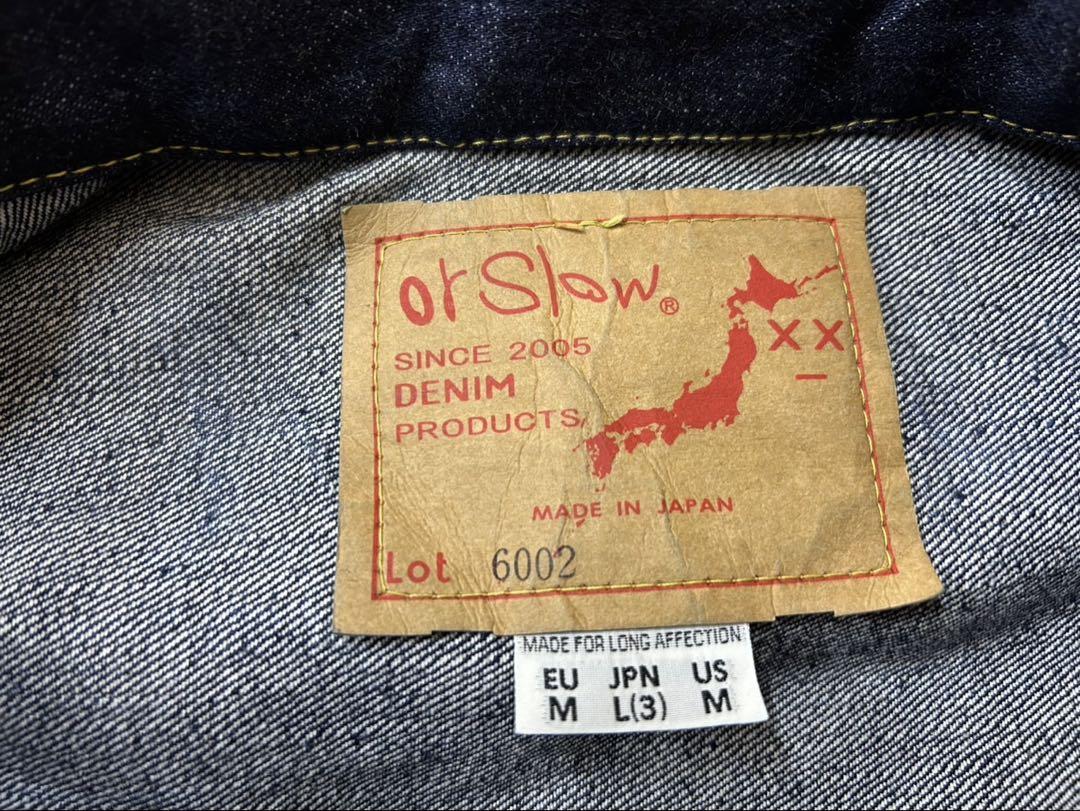 orSlow®
SINCE 2005
DENIM
PRODUCTS
XX
MADE IN JAPAN
Lot 6002
MADE FOR LONG AFFECTION
EU JPN US
M L(3) M